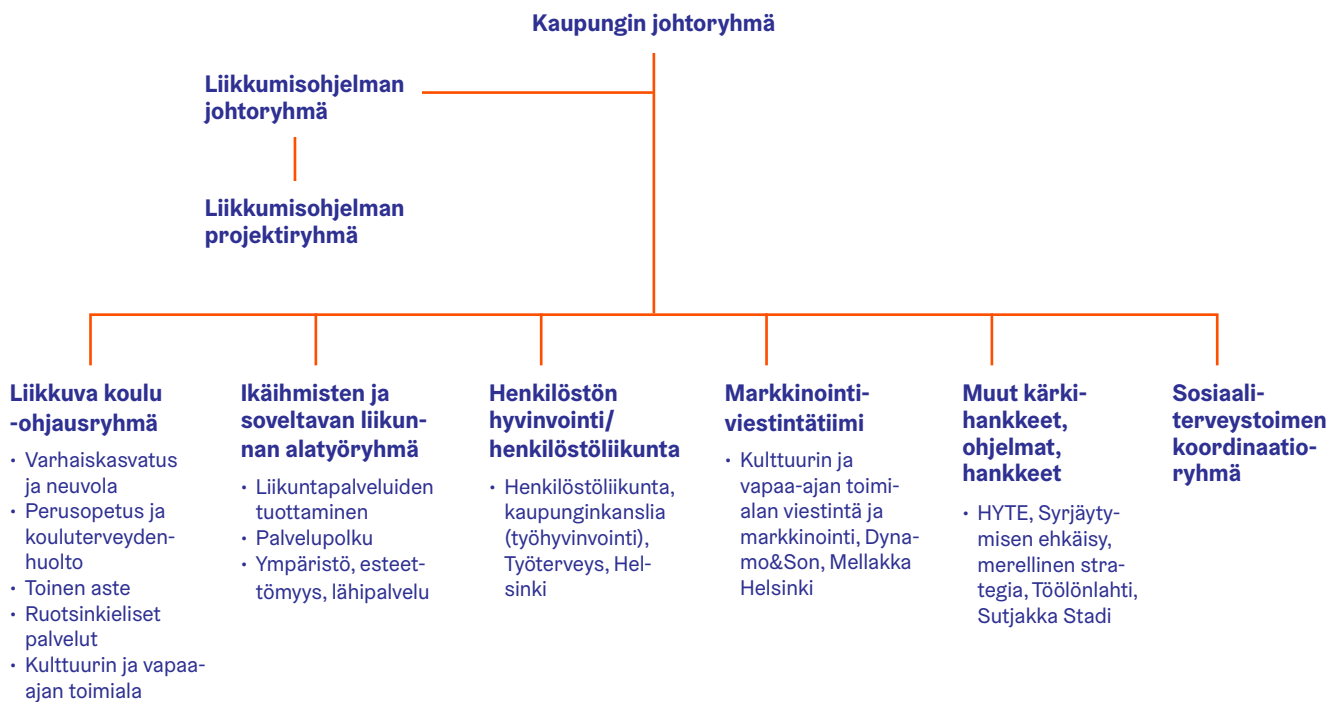 Kaupungin johtoryhmä
Liikkumisohjelman
johtoryhmä
Liikkumisohjelman
projektiryhmä
Liikkuva koulu
-ohjausryhmä
• Varhaiskasvatus
ja neuvola
• Perusopetus ja
kouluterveyden-
huolto
• Toinen aste
• Ruotsinkieliset
palvelut
• Kulttuurin ja vapaa-
ajan toimiala
Ikäihmisten ja
soveltavan liikun-
nan alatyöryhmä
• Liikuntapalveluiden
tuottaminen
• Palvelupolku
• Ympäristö, esteet-
tömyys, lähipalvelu
Henkilöstön
hyvinvointi/
henkilöstöliikunta
• Henkilöstöliikunta,
kaupunginkanslia
(työhyvinvointi),
Työterveys, Hel-
sinki
Markkinointi-
viestintätiimi
• Kulttuurin ja
vapaa-ajan toimi-
alan viestintä ja
markkinointi, Dyna-
mo&Son, Mellakka
Helsinki
Muut kärki-
hankkeet,
ohjelmat,
hankkeet
• HYTE, Syrjäyty-
misen ehkäisy,
merellinen stra-
tegia, Töölönlahti,
Sutjakka Stadi
Sosiaali-
terveystoimen
koordinaatio-
ryhmä